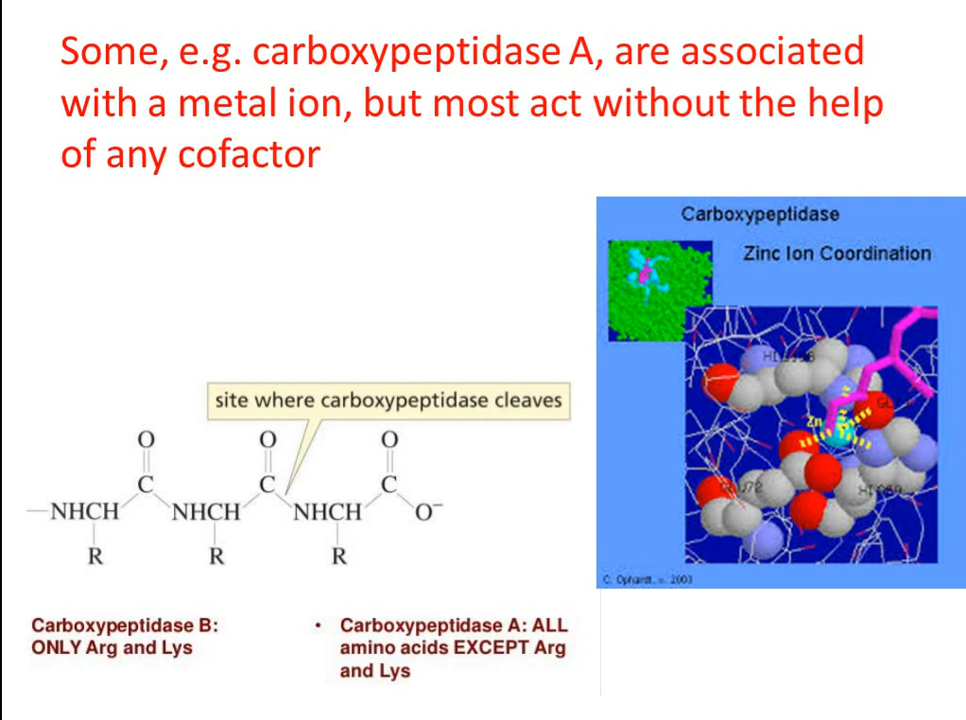 Some, e.g. carboxypeptidase A, are associated
with a metal ion, but most act without the help
of any cofactor
Carboxypeptidase
Zinc Ion Coordination
site where carboxypeptidase cleaves
O O O
C C C
—NHCH NHCH NHCH O⁻
R R R
Zn
HIS69
C. Ophardt, c. 2003
Carboxypeptidase B:
ONLY Arg and Lys
• Carboxypeptidase A: ALL
amino acids EXCEPT Arg
and Lys